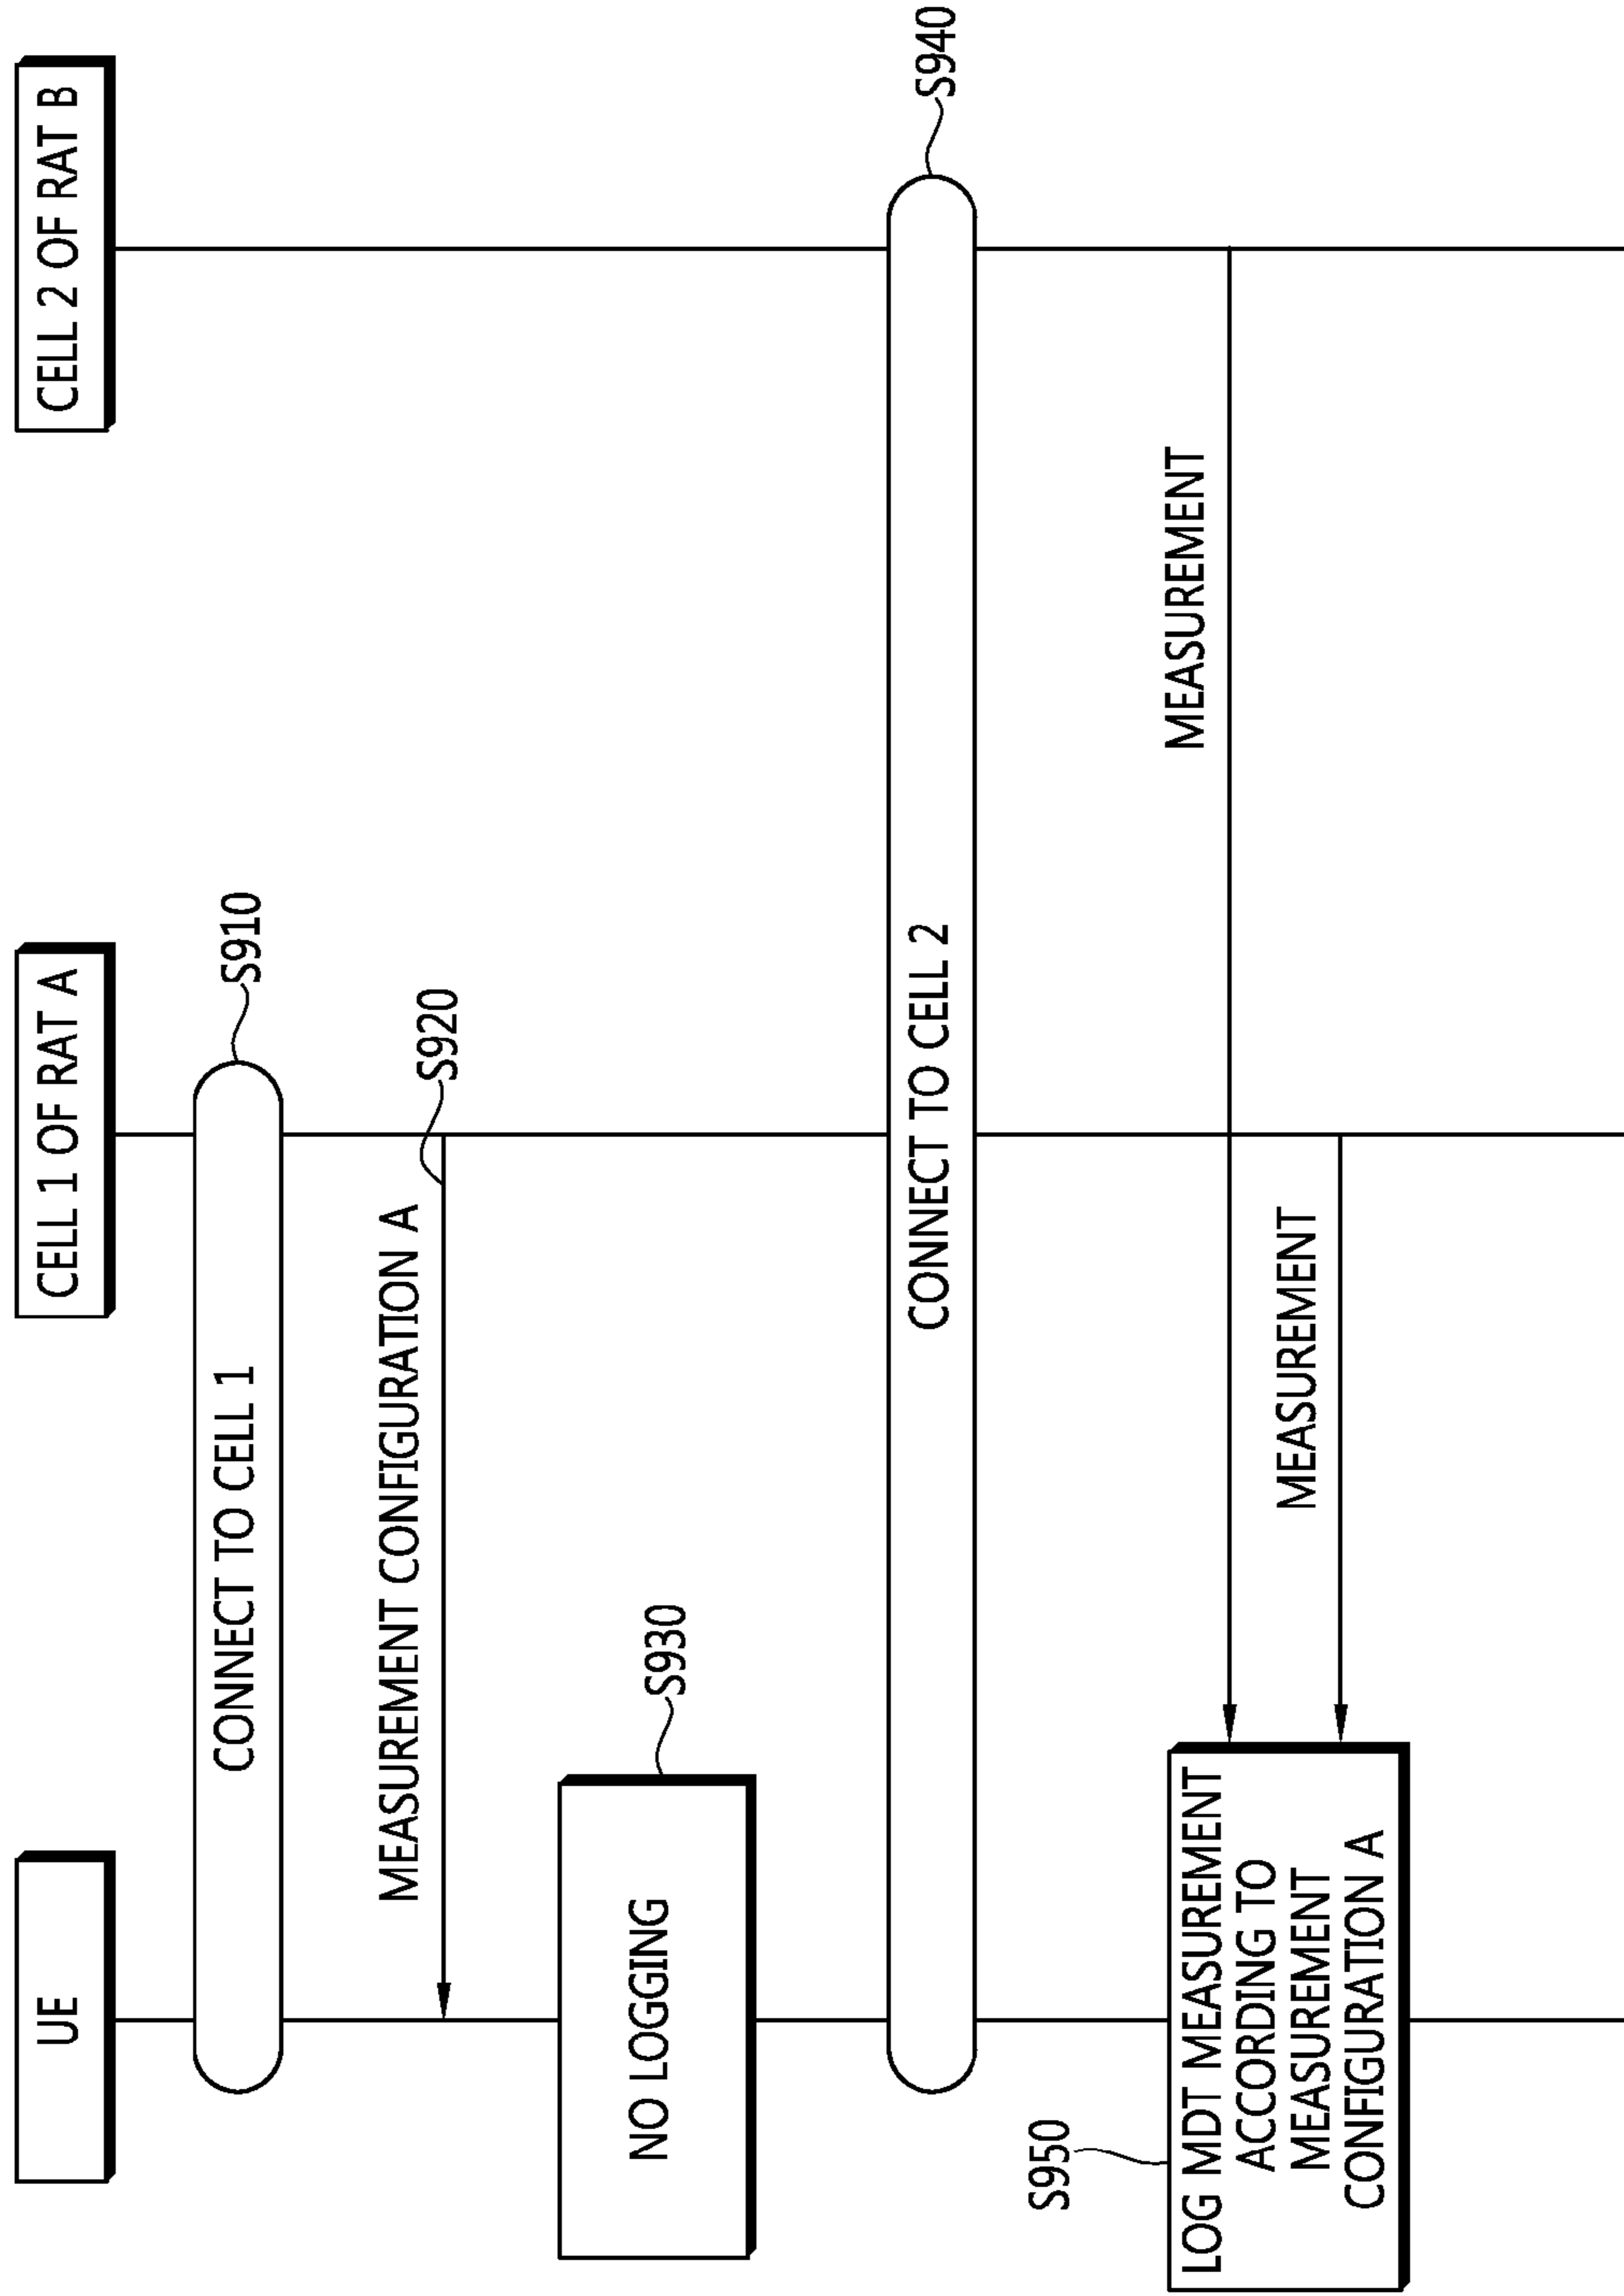 UE
CELL 1 OF RAT A
CELL 2 OF RAT B
CONNECT TO CELL 1
S910
MEASUREMENT CONFIGURATION A
S920
NO LOGGING
S930
CONNECT TO CELL 2
S940
S950
LOG MDT MEASUREMENT
ACCORDING TO
MEASUREMENT
CONFIGURATION A
MEASUREMENT
MEASUREMENT